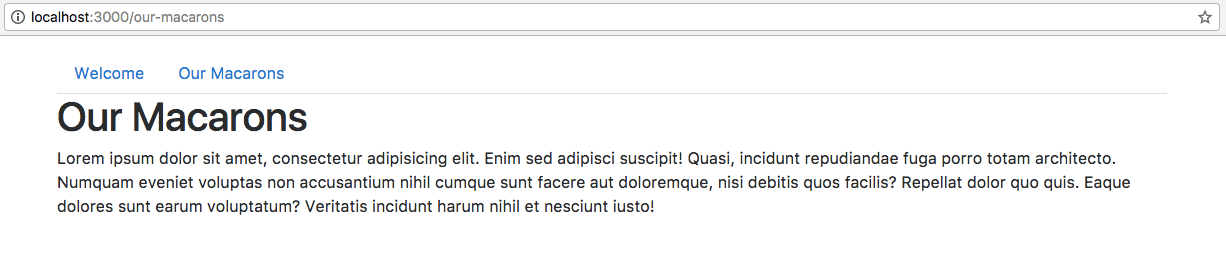 localhost:3000/our-macarons
Welcome Our Macarons
Our Macarons
Lorem ipsum dolor sit amet, consectetur adipisicing elit. Enim sed adipisci suscipit! Quasi, incidunt repudiandae fuga porro totam architecto.
Numquam eveniet voluptas non accusantium nihil cumque sunt facere aut doloremque, nisi debitis quos facilis? Repellat dolor quo quis. Eaque
dolores sunt earum voluptatum? Veritatis incidunt harum nihil et nesciunt iusto!